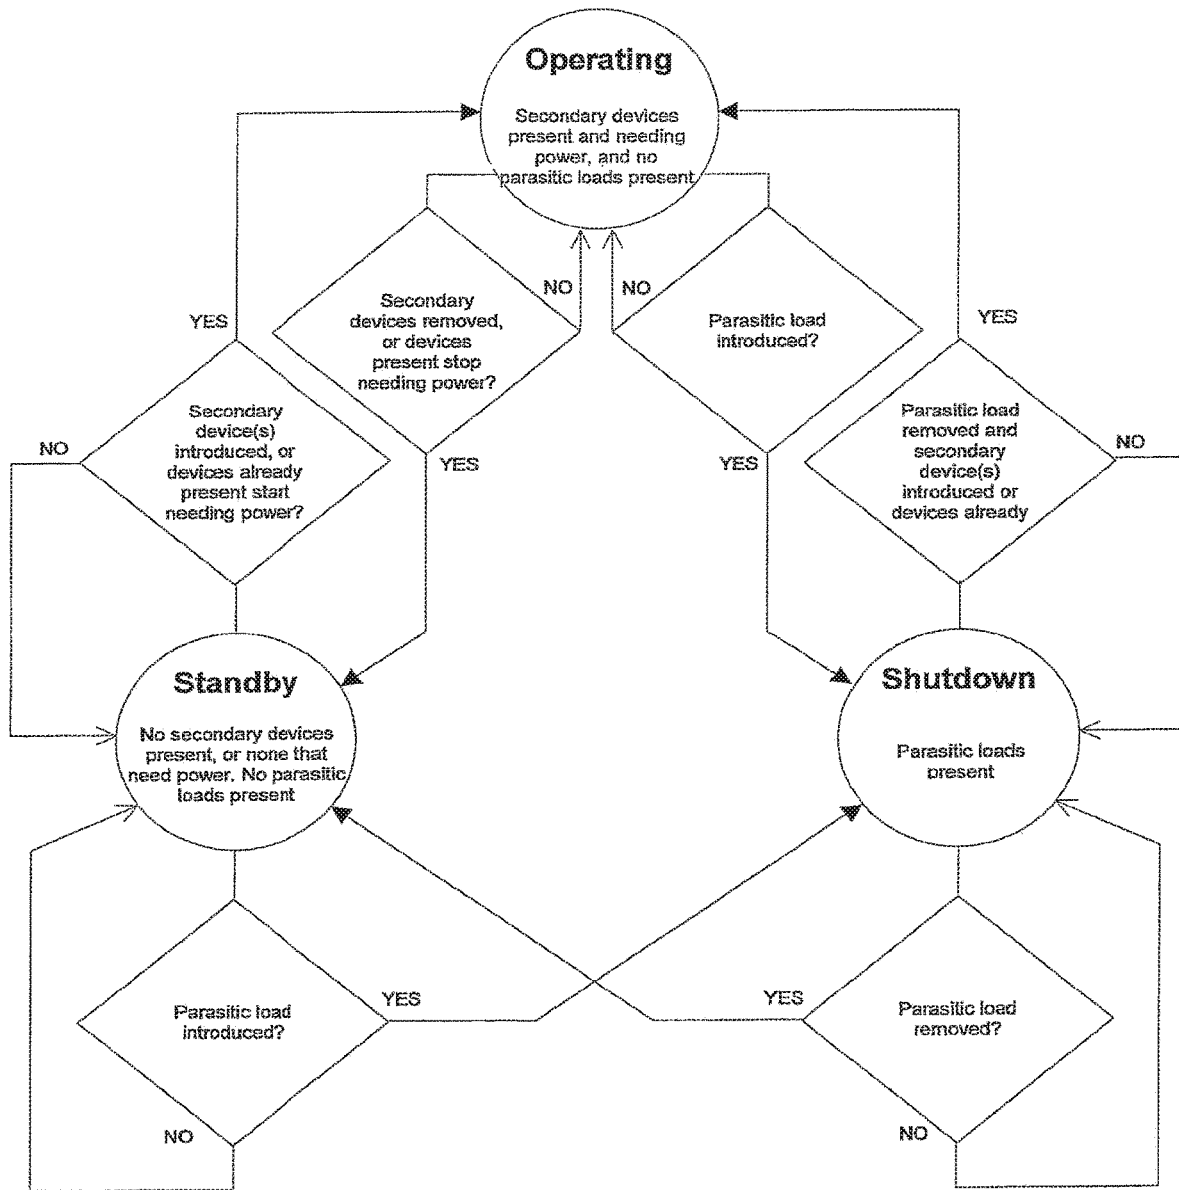 Operating
Secondary devices
present and needing
power, and no
parasitic loads present
NO
NO
Secondary
devices removed,
or devices
present stop
needing power?
Parasitic load
introduced?
YES
YES
Secondary
device(s)
introduced, or
devices already
present start
needing power?
Parasitic load
removed and
secondary
device(s)
introduced or
devices already
NO
YES
YES
NO
Standby
No secondary devices
present, or none that
need power. No parasitic
loads present
Shutdown
Parasitic loads
present
YES
YES
Parasitic load
introduced?
Parasitic load
removed?
NO
NO